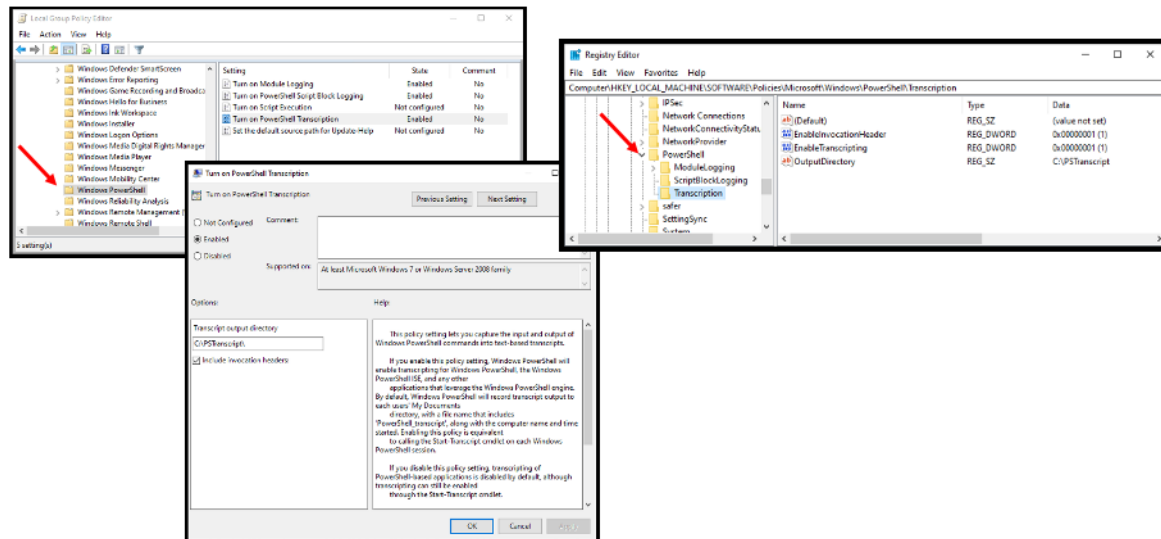 Local Group Policy Editor
File Action View Help
Windows Defender SmartScreen
Windows Error Reporting
Windows Game Recording and Broadca
Windows Hello for Business
Windows Ink Workspace
Windows Installer
Windows Logon Options
Windows Media Digital Rights Manager
Windows Media Player
Windows Messenger
Windows Mobility Center
Windows PowerShell
Windows Reliability Analysis
Windows Remote Management
Windows Remote Shell
Setting State Comment
Turn on Module Logging Enabled No
Turn on PowerShell Script Block Logging Enabled No
Turn on Script Execution Not configured No
Turn on PowerShell Transcription Enabled No
Set the default source path for Update-Help Not configured No
5 setting(s)
Turn on PowerShell Transcription
Turn on PowerShell Transcription
Previous Setting Next Setting
Not Configured Comment:
Enabled
Disabled
Supported on: At least Microsoft Windows 7 or Windows Server 2008 family
Options: Help:
Transcript output directory
C:\PSTranscript\
Include invocation headers:
This policy setting lets you capture the input and output of
Windows PowerShell commands into text-based transcripts.
If you enable this policy setting, Windows PowerShell will
enable transcripting for Windows PowerShell, the Windows
PowerShell ISE, and any other
applications that leverage the Windows PowerShell engine.
By default, Windows PowerShell will record transcript output to
each users' My Documents
directory, with a file name that includes
'PowerShell_transcript', along with the computer name and time
started. Enabling this policy is equivalent
to calling the Start-Transcript cmdlet on each Windows
PowerShell session.
If you disable this policy setting, transcripting of
PowerShell-based applications is disabled by default, although
transcripting can still be enabled
through the Start-Transcript cmdlet.
OK Cancel Apply
Registry Editor
File Edit View Favorites Help
Computer\HKEY_LOCAL_MACHINE\SOFTWARE\Policies\Microsoft\Windows\PowerShell\Transcription
IPSec
Network Connections
NetworkConnectivityStatu
NetworkProvider
PowerShell
ModuleLogging
ScriptBlockLogging
Transcription
safer
SettingSync
System
Name Type Data
(Default) REG_SZ (value not set)
EnableInvocationHeader REG_DWORD 0x00000001 (1)
EnableTranscripting REG_DWORD 0x00000001 (1)
OutputDirectory REG_SZ C:\PSTranscript